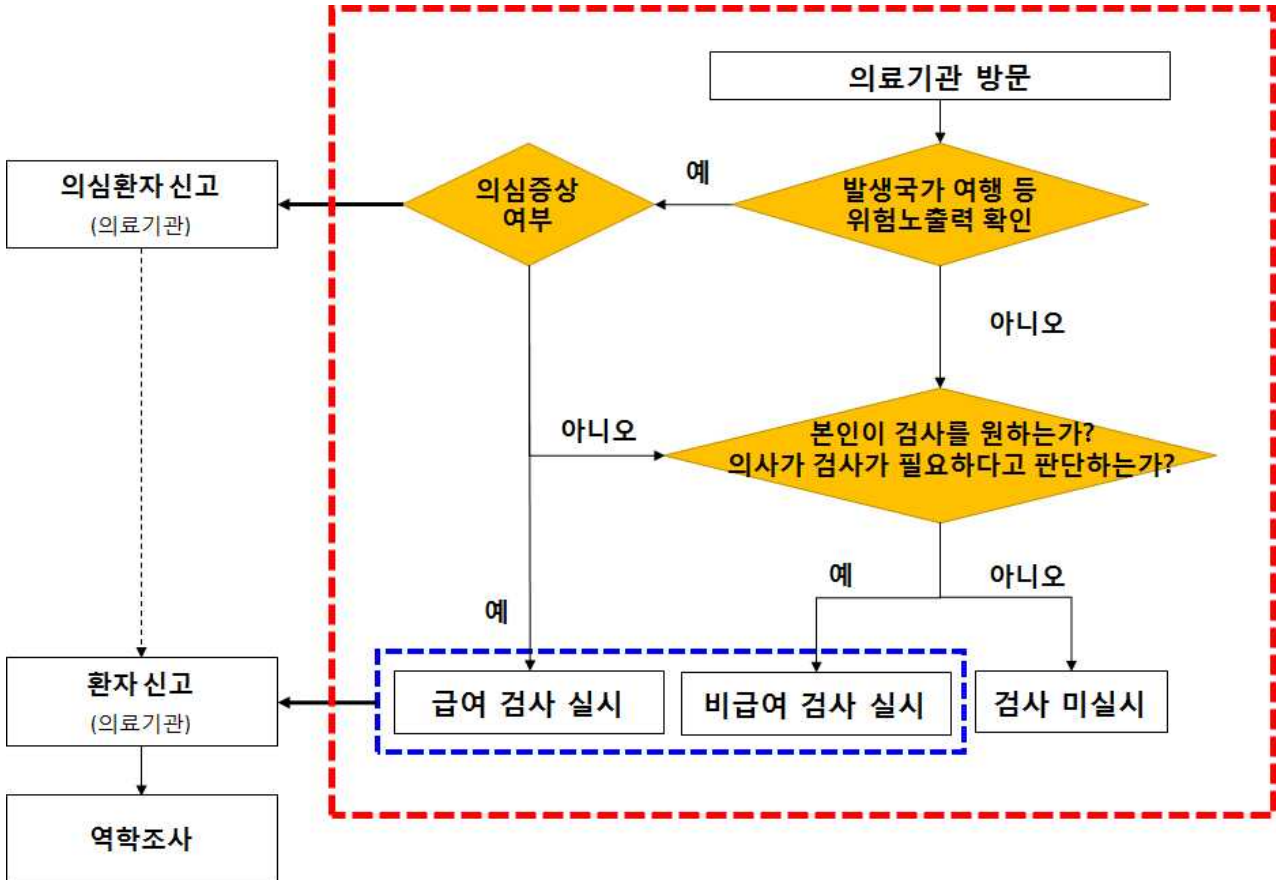 의료기관 방문
의심환자 신고
(의료기관)
의심증상
여부
예
발생국가 여행 등
위험노출력 확인
아니오
아니오
본인이 검사를 원하는가?
의사가 검사가 필요하다고 판단하는가?
예
아니오
예
환자 신고
(의료기관)
급여 검사 실시
비급여 검사 실시
검사 미실시
역학조사